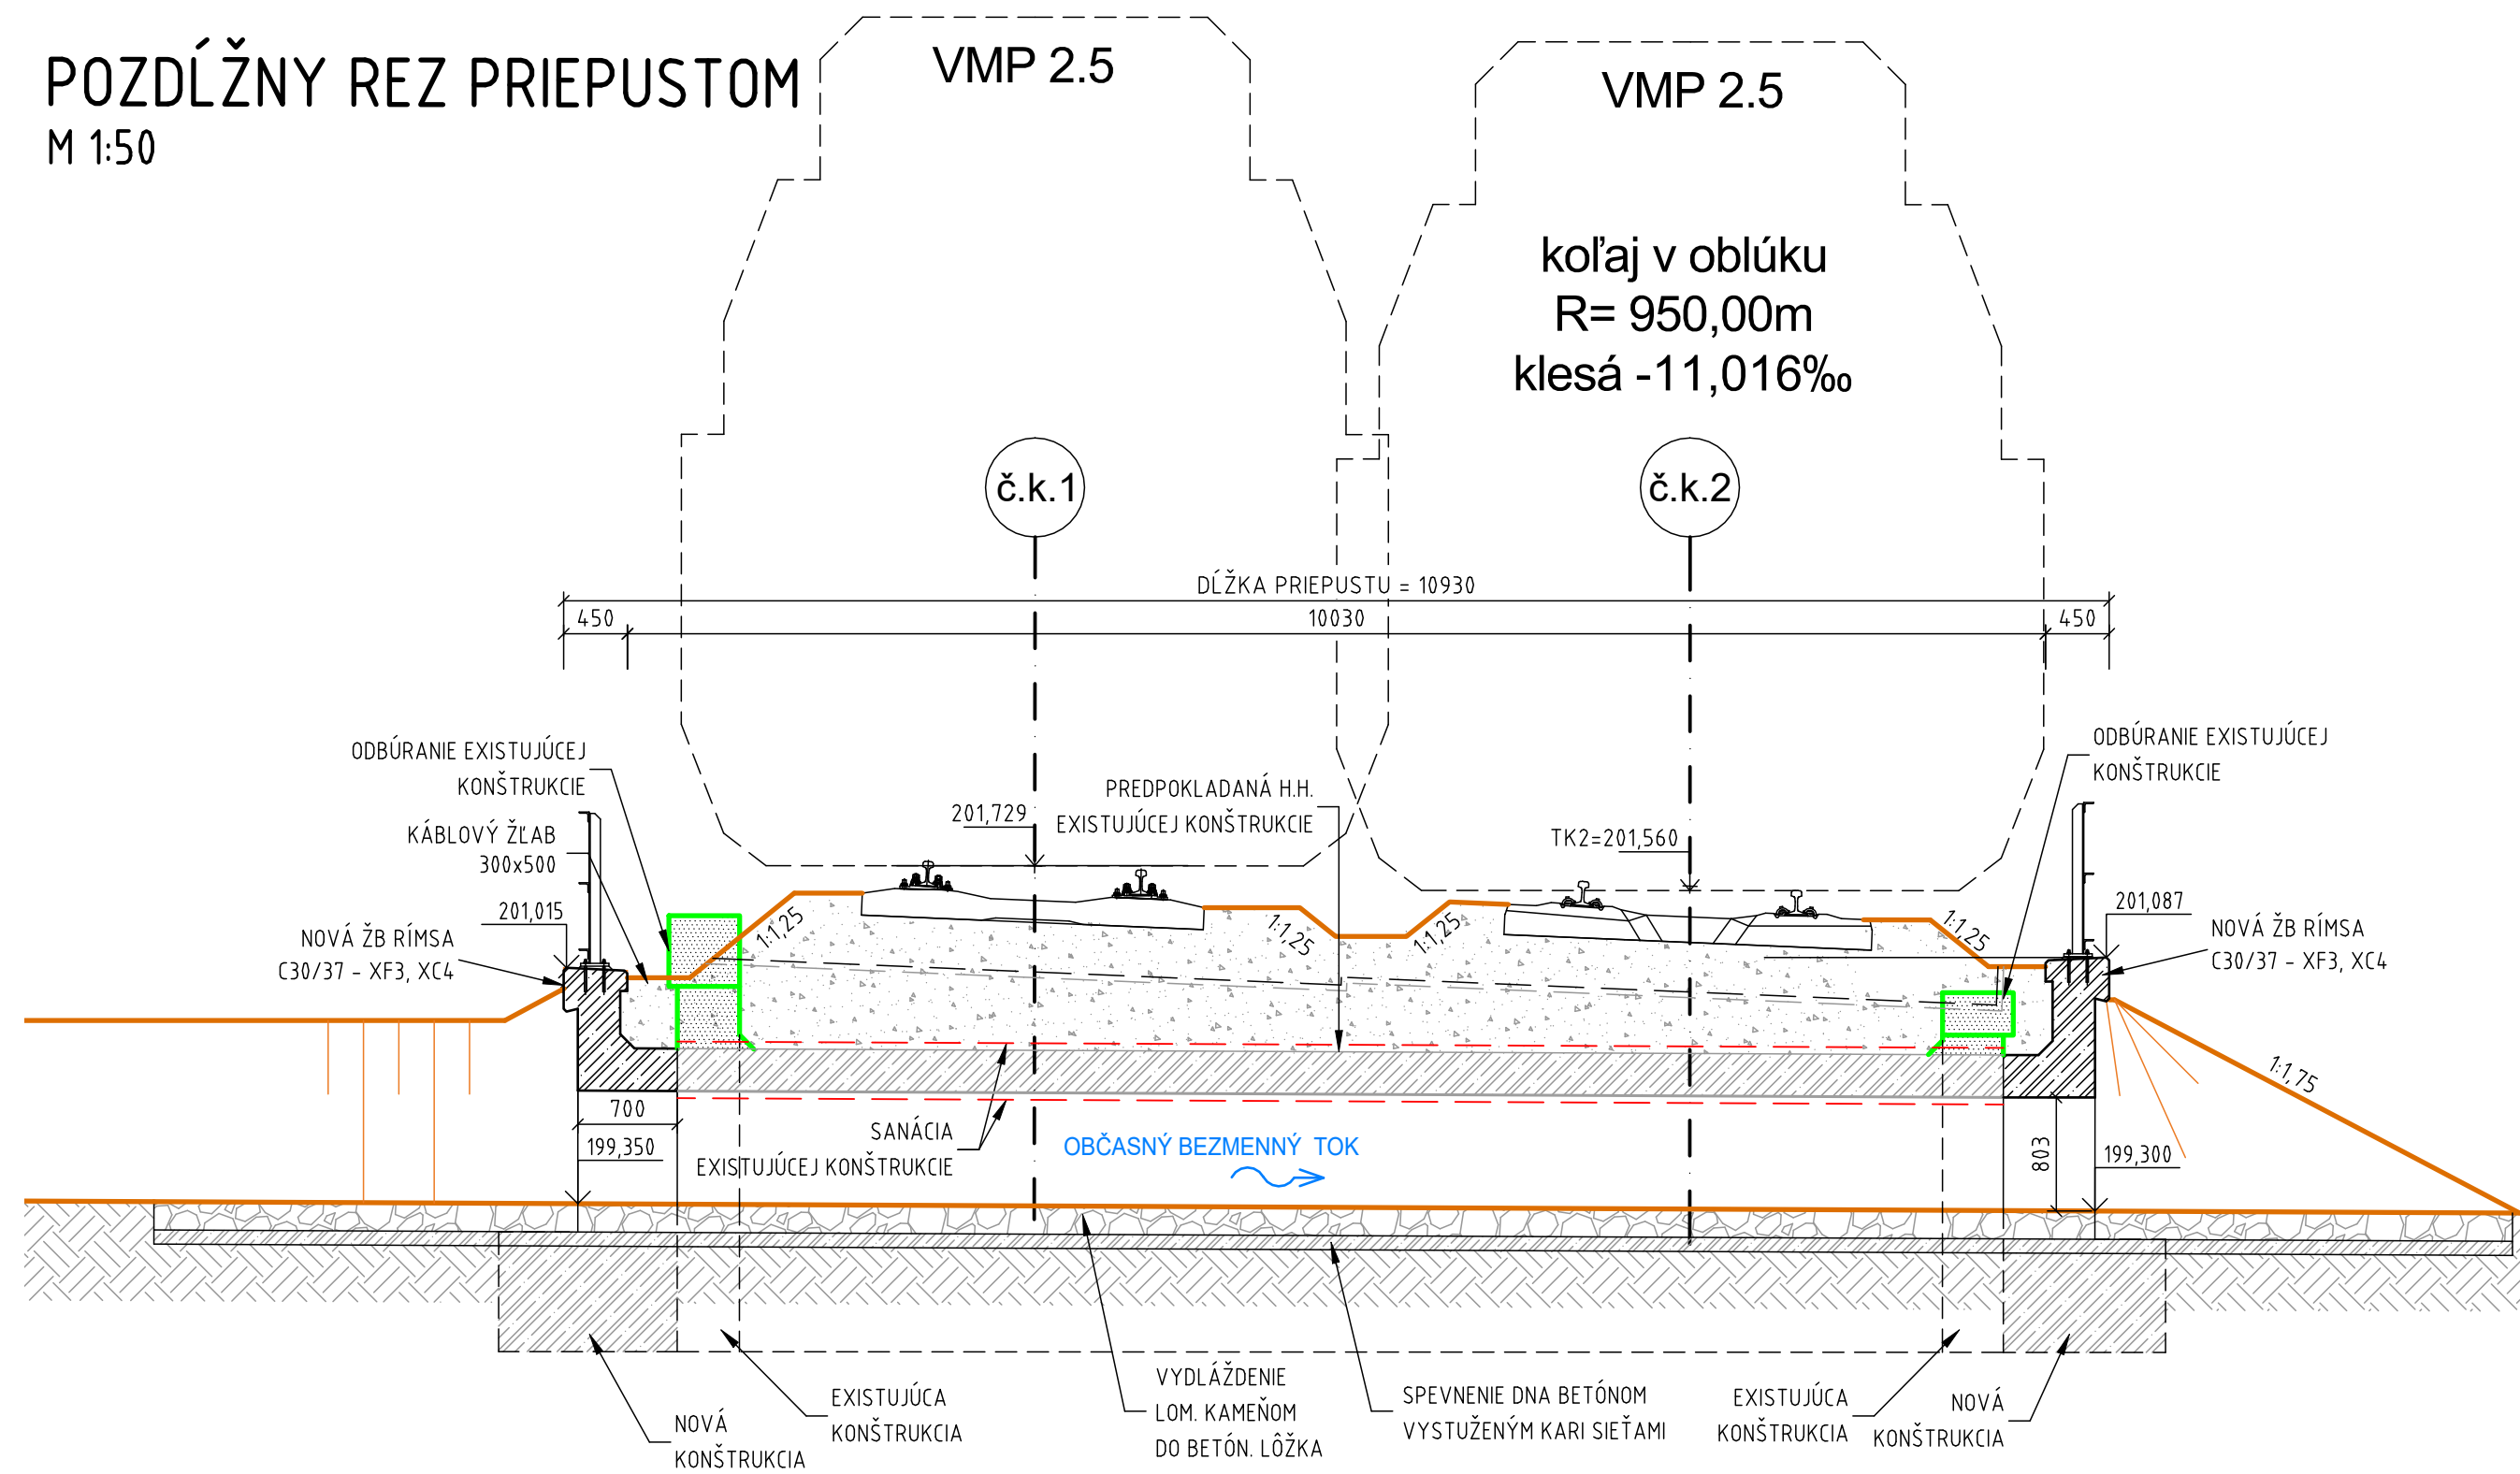 POZDĹŽNY REZ PRIEPUSTOM
M 1:50
VMP 2.5
VMP 2.5
koľaj v oblúku
R= 950,00m
klesá -11,016‰
č.k.1
č.k.2
DĹŽKA PRIEPUSTU = 10930
450
10030
450
ODBÚRANIE EXISTUJÚCEJ
KONŠTRUKCIE
ODBÚRANIE EXISTUJÚCEJ
KONŠTRUKCIE
PREDPOKLADANÁ H.H.
EXISTUJÚCEJ KONŠTRUKCIE
201,729
TK2=201,560
KÁBLOVÝ ŽĽAB
300x500
201,015
201,087
NOVÁ ŽB RÍMSA
C30/37 - XF3, XC4
NOVÁ ŽB RÍMSA
C30/37 - XF3, XC4
1:1,25
1:1,25
1:1,25
1:1,25
1:1,75
700
199,350
SANÁCIA
EXISTUJÚCEJ KONŠTRUKCIE
OBČASNÝ BEZMENNÝ TOK
803
199,300
VYDLÁŽDENIE
LOM. KAMEŇOM
DO BETÓN. LÔŽKA
SPEVNENIE DNA BETÓNOM
VYSTUŽENÝM KARI SIEŤAMI
EXISTUJÚCA
KONŠTRUKCIA
EXISTUJÚCA
KONŠTRUKCIA
NOVÁ
KONŠTRUKCIA
NOVÁ
KONŠTRUKCIA